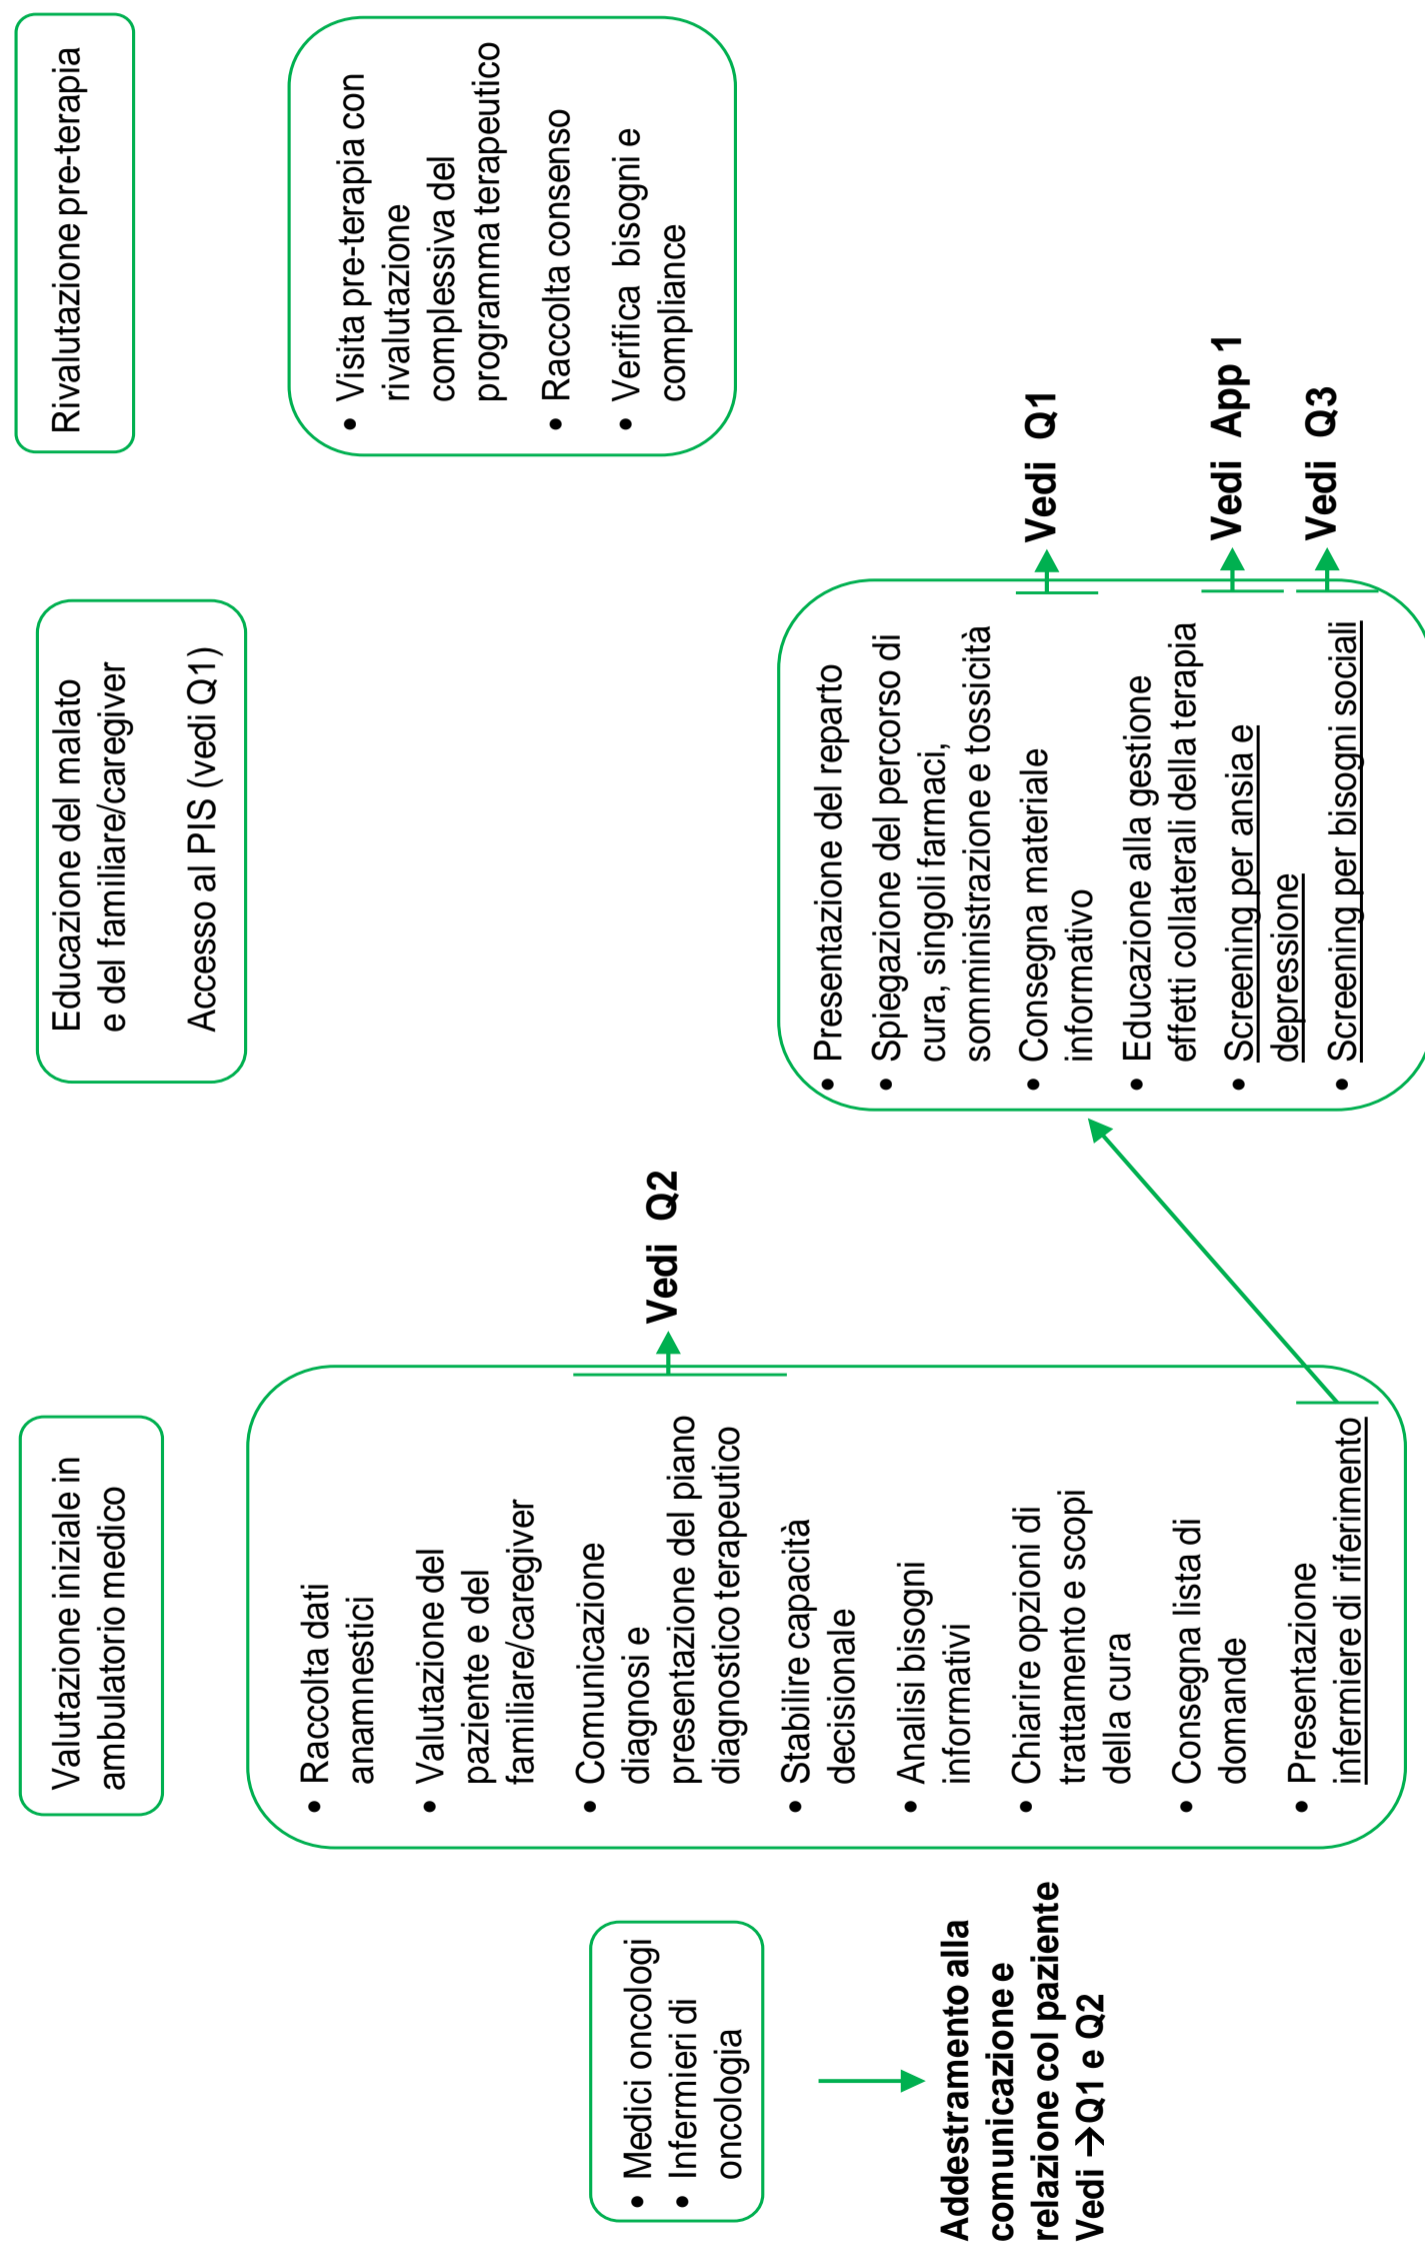 • Medici oncologi
• Infermieri di
oncologia
Addestramento alla
comunicazione e
relazione col paziente
Vedi →Q1 e Q2
Valutazione iniziale in
ambulatorio medico
• Raccolta dati
anamnestici
• Valutazione del
paziente e del
familiare/caregiver
• Comunicazione
diagnosi e
presentazione del piano
diagnostico terapeutico
• Stabilire capacità
decisionale
• Analisi bisogni
informativi
• Chiarire opzioni di
trattamento e scopi
della cura
• Consegna lista di
domande
• Presentazione
infermiere di riferimento
Vedi Q2
Educazione del malato
e del familiare/caregiver
Accesso al PIS (vedi Q1)
• Presentazione del reparto
• Spiegazione del percorso di
cura, singoli farmaci,
somministrazione e tossicità
• Consegna materiale
informativo
• Educazione alla gestione
effetti collaterali della terapia
• Screening per ansia e
depressione
• Screening per bisogni sociali
Vedi Q1
Vedi App 1
Vedi Q3
Rivalutazione pre-terapia
• Visita pre-terapia con
rivalutazione
complessiva del
programma terapeutico
• Raccolta consenso
• Verifica bisogni e
compliance